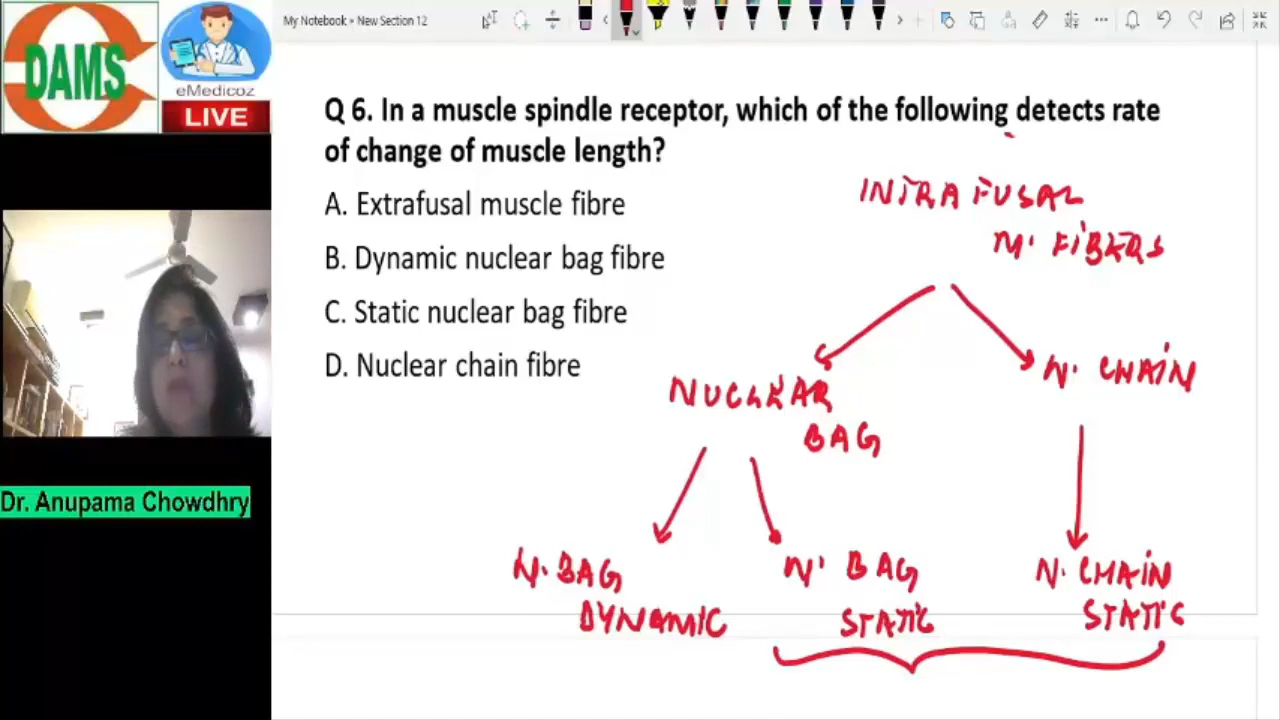 DAMS
eMedicoz
LIVE
My Notebook » New Section 12
Q 6. In a muscle spindle receptor, which of the following detects rate
of change of muscle length?
A. Extrafusal muscle fibre
B. Dynamic nuclear bag fibre
C. Static nuclear bag fibre
D. Nuclear chain fibre
INTRAFUSAL
M. FIBERS
NUCLEAR
BAG
N. CHAIN
N. BAG
DYNAMIC
N. BAG
STATIC
N. CHAIN
STATIC
Dr. Anupama Chowdhry